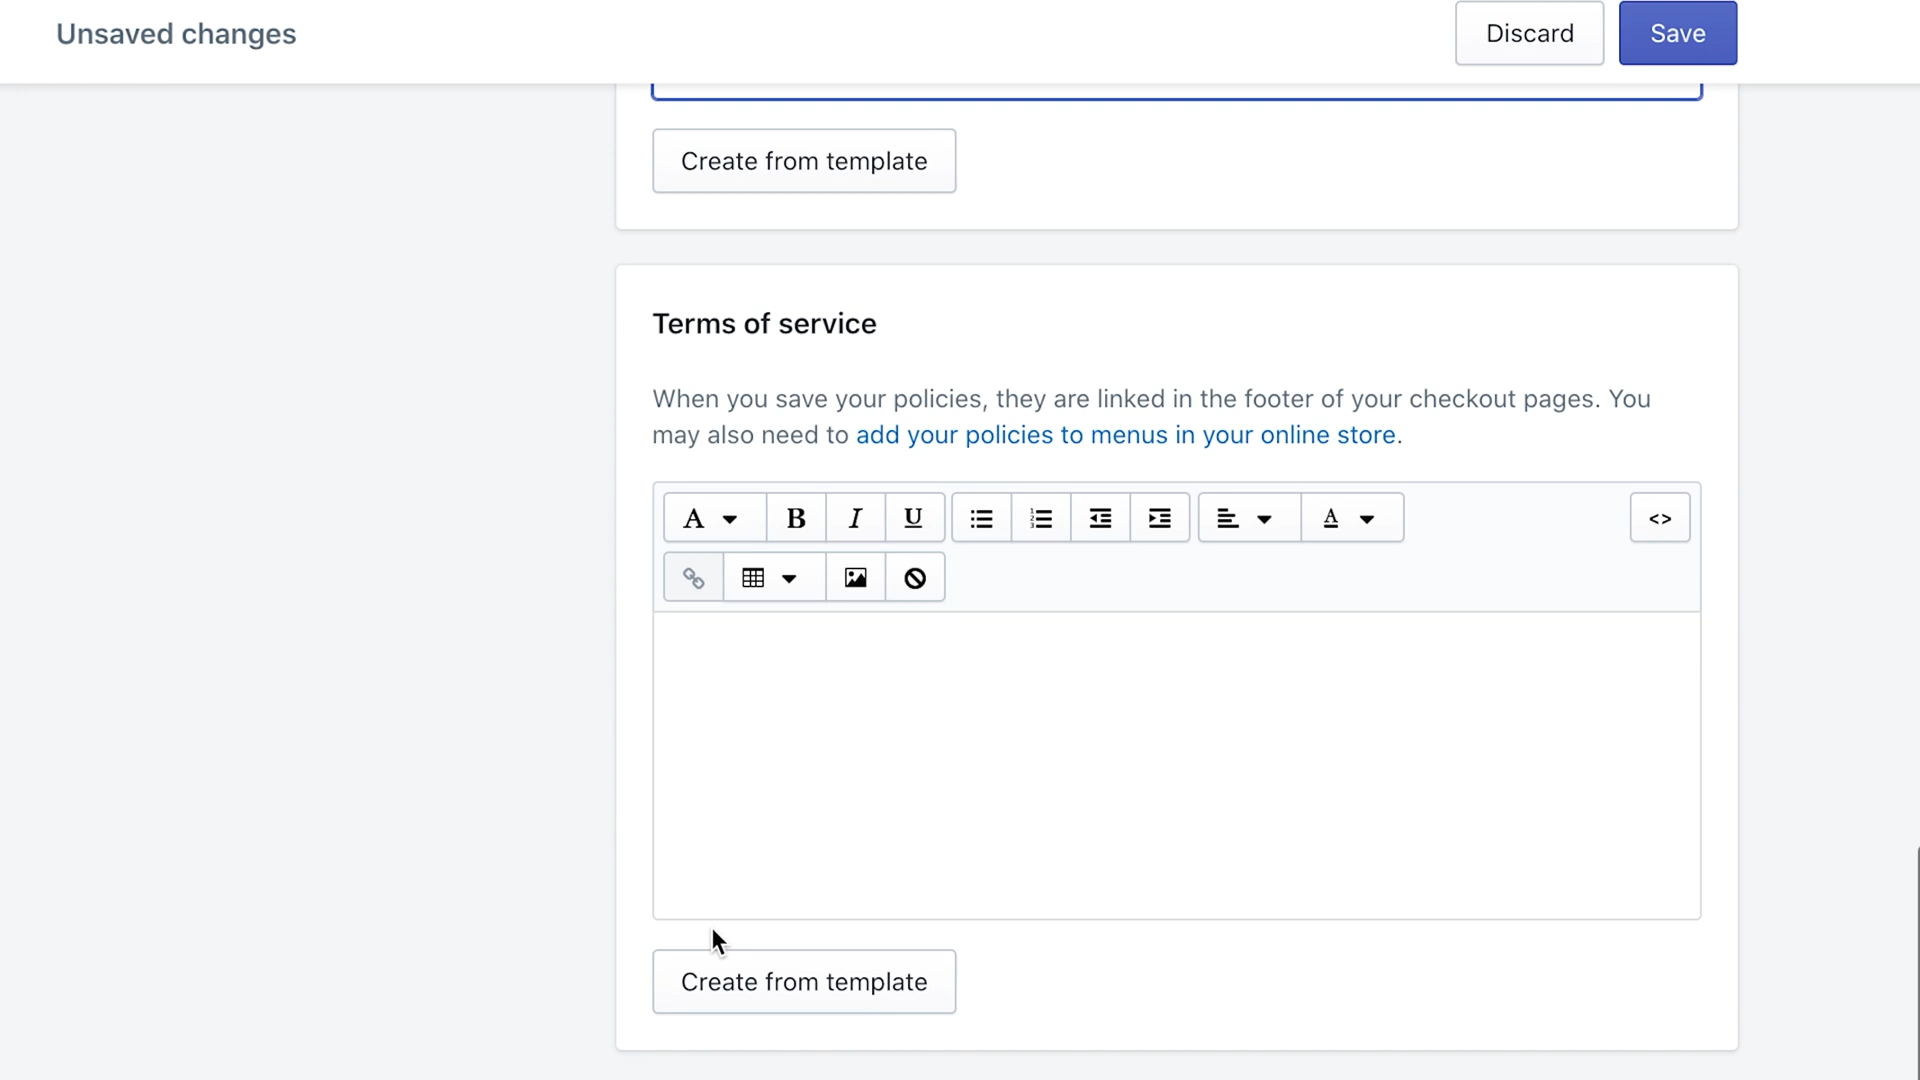 Unsaved changes
Discard
Save
Create from template
Terms of service
When you save your policies, they are linked in the footer of your checkout pages. You
may also need to add your policies to menus in your online store.
A B I U A <>
Create from template